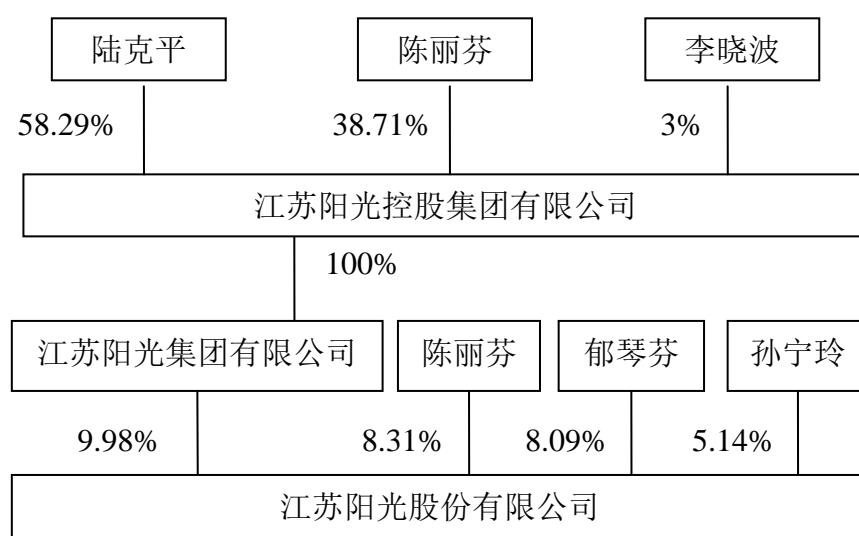 陆克平 陈丽芬 李晓波
58.29% 38.71% 3%
江苏阳光控股集团有限公司
100%
江苏阳光集团有限公司 陈丽芬 郁琴芬 孙宁玲
9.98% 8.31% 8.09% 5.14%
江苏阳光股份有限公司